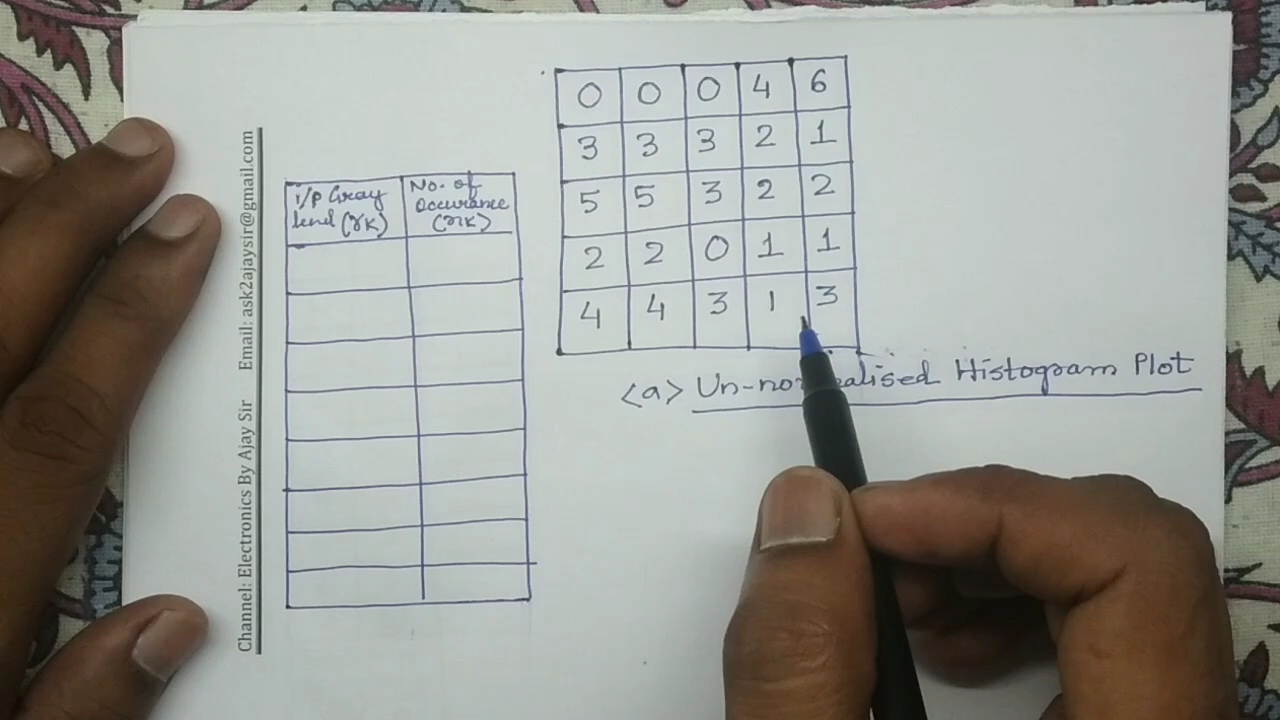 Channel: Electronics By Ajay Sir Email: ask2ajaysir@gmail.com
i/p Gray
level (rk)
No. of
Occurance
(nk)
0 0 0 4 6
3 3 3 2 1
5 5 3 2 2
2 2 0 1 1
4 4 3 1 3
<a> Un-normalised Histogram Plot